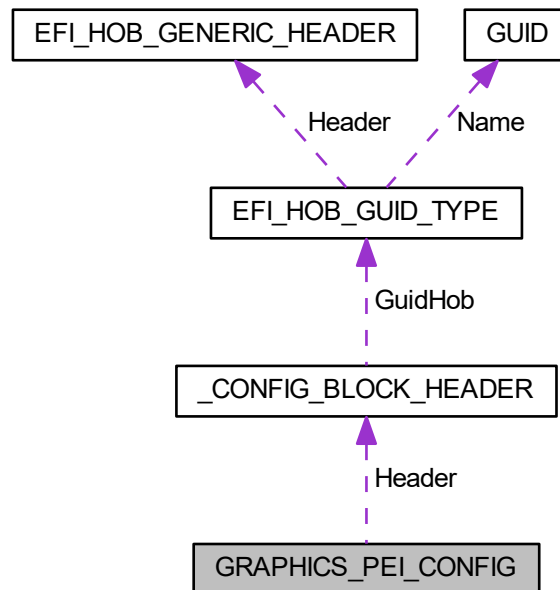 EFI_HOB_GENERIC_HEADER
GUID
Header
Name
EFI_HOB_GUID_TYPE
GuidHob
_CONFIG_BLOCK_HEADER
Header
GRAPHICS_PEI_CONFIG